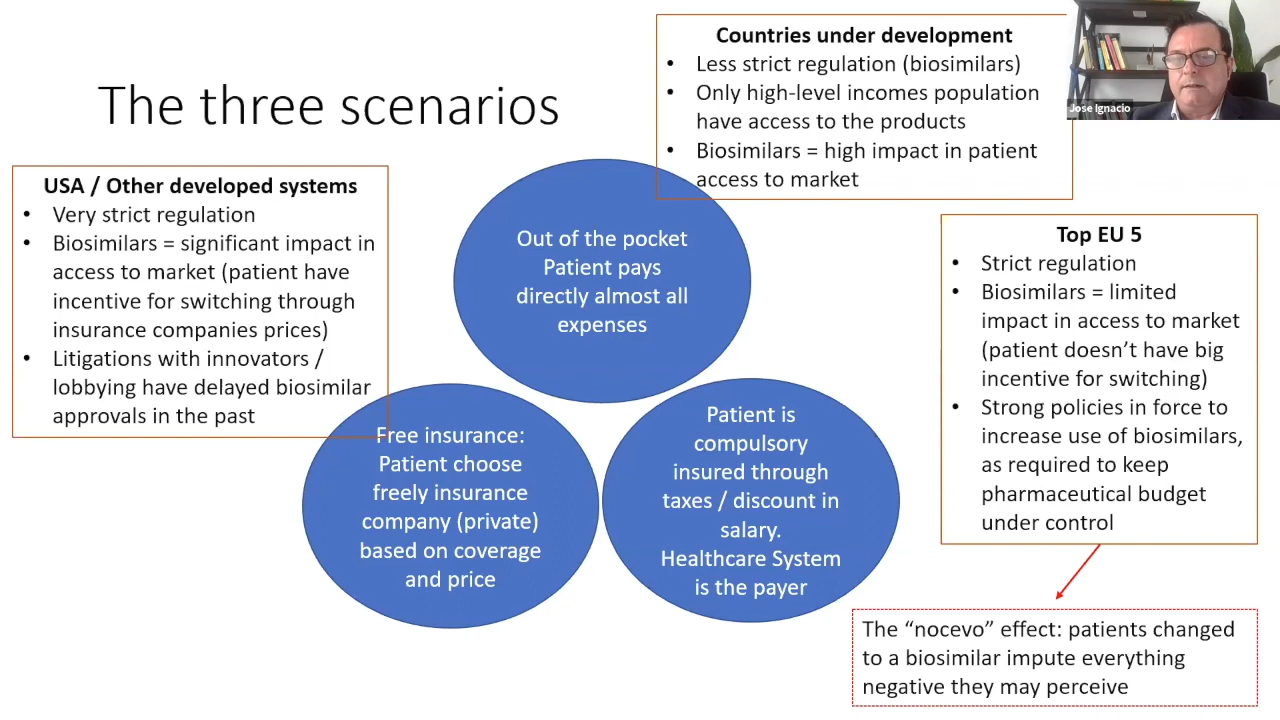 The three scenarios
Countries under development
• Less strict regulation (biosimilars)
• Only high-level incomes population
have access to the products
• Biosimilars = high impact in patient
access to market
Jose Ignacio
USA / Other developed systems
• Very strict regulation
• Biosimilars = significant impact in
access to market (patient have
incentive for switching through
insurance companies prices)
• Litigations with innovators /
lobbying have delayed biosimilar
approvals in the past
Out of the pocket
Patient pays
directly almost all
expenses
Top EU 5
• Strict regulation
• Biosimilars = limited
impact in access to market
(patient doesn’t have big
incentive for switching)
• Strong policies in force to
increase use of biosimilars,
as required to keep
pharmaceutical budget
under control
Free insurance:
Patient choose
freely insurance
company (private)
based on coverage
and price
Patient is
compulsory
insured through
taxes / discount in
salary.
Healthcare System
is the payer
The “nocevo” effect: patients changed
to a biosimilar impute everything
negative they may perceive